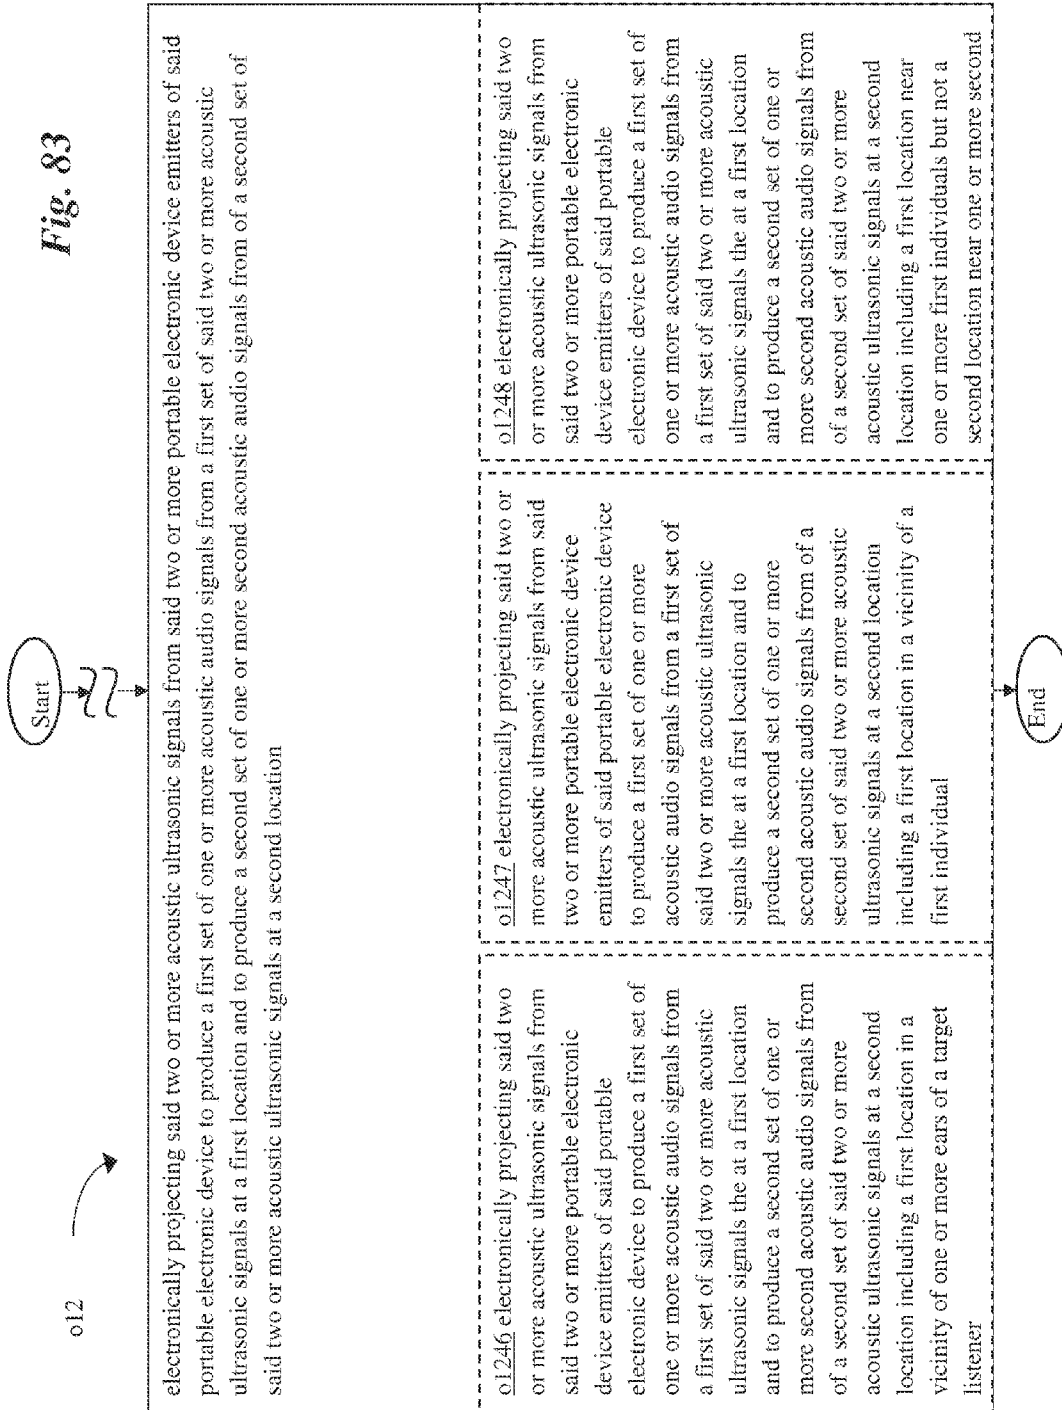 Fig. 83
o12
Start
electronically projecting said two or more acoustic ultrasonic signals from said two or more portable electronic device emitters of said
portable electronic device to produce a first set of one or more acoustic audio signals from a first set of said two or more acoustic
ultrasonic signals at a first location and to produce a second set of one or more second acoustic audio signals from of a second set of
said two or more acoustic ultrasonic signals at a second location
o1246 electronically projecting said two
or more acoustic ultrasonic signals from
said two or more portable electronic
device emitters of said portable
electronic device to produce a first set of
one or more acoustic audio signals from
a first set of said two or more acoustic
ultrasonic signals the at a first location
and to produce a second set of one or
more second acoustic audio signals from
of a second set of said two or more
acoustic ultrasonic signals at a second
location including a first location in a
vicinity of one or more ears of a target
listener
o1247 electronically projecting said two or
more acoustic ultrasonic signals from said
two or more portable electronic device
emitters of said portable electronic device
to produce a first set of one or more
acoustic audio signals from a first set of
said two or more acoustic ultrasonic
signals the at a first location and to
produce a second set of one or more
second acoustic audio signals from of a
second set of said two or more acoustic
ultrasonic signals at a second location
including a first location in a vicinity of a
first individual
o1248 electronically projecting said two
or more acoustic ultrasonic signals from
said two or more portable electronic
device emitters of said portable
electronic device to produce a first set of
one or more acoustic audio signals from
a first set of said two or more acoustic
ultrasonic signals the at a first location
and to produce a second set of one or
more second acoustic audio signals from
of a second set of said two or more
acoustic ultrasonic signals at a second
location including a first location near
one or more first individuals but not a
second location near one or more second
End